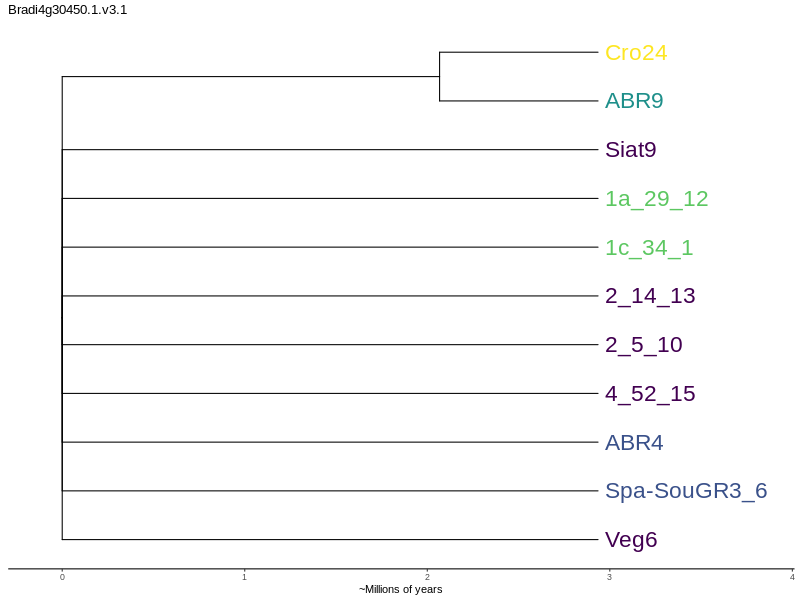 Bradi4g30450.1.v3.1
Cro24
ABR9
Siat9
1a_29_12
1c_34_1
2_14_13
2_5_10
4_52_15
ABR4
Spa-SouGR3_6
Veg6
0 1 2 3 4
~Millions of years